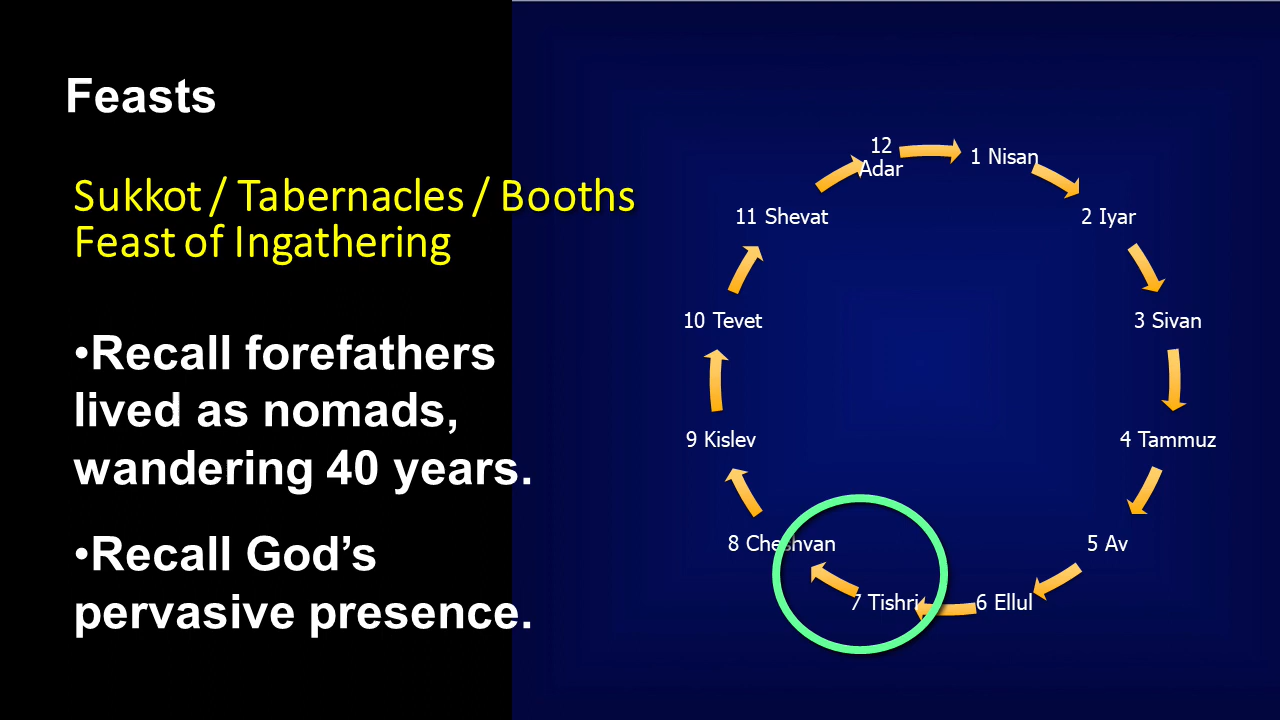 Feasts
Sukkot / Tabernacles / Booths
Feast of Ingathering
•Recall forefathers
lived as nomads,
wandering 40 years.
•Recall God’s
pervasive presence.
12
Adar
1 Nisan
2 Iyar
3 Sivan
4 Tammuz
5 Av
6 Ellul
7 Tishri
8 Cheshvan
9 Kislev
10 Tevet
11 Shevat